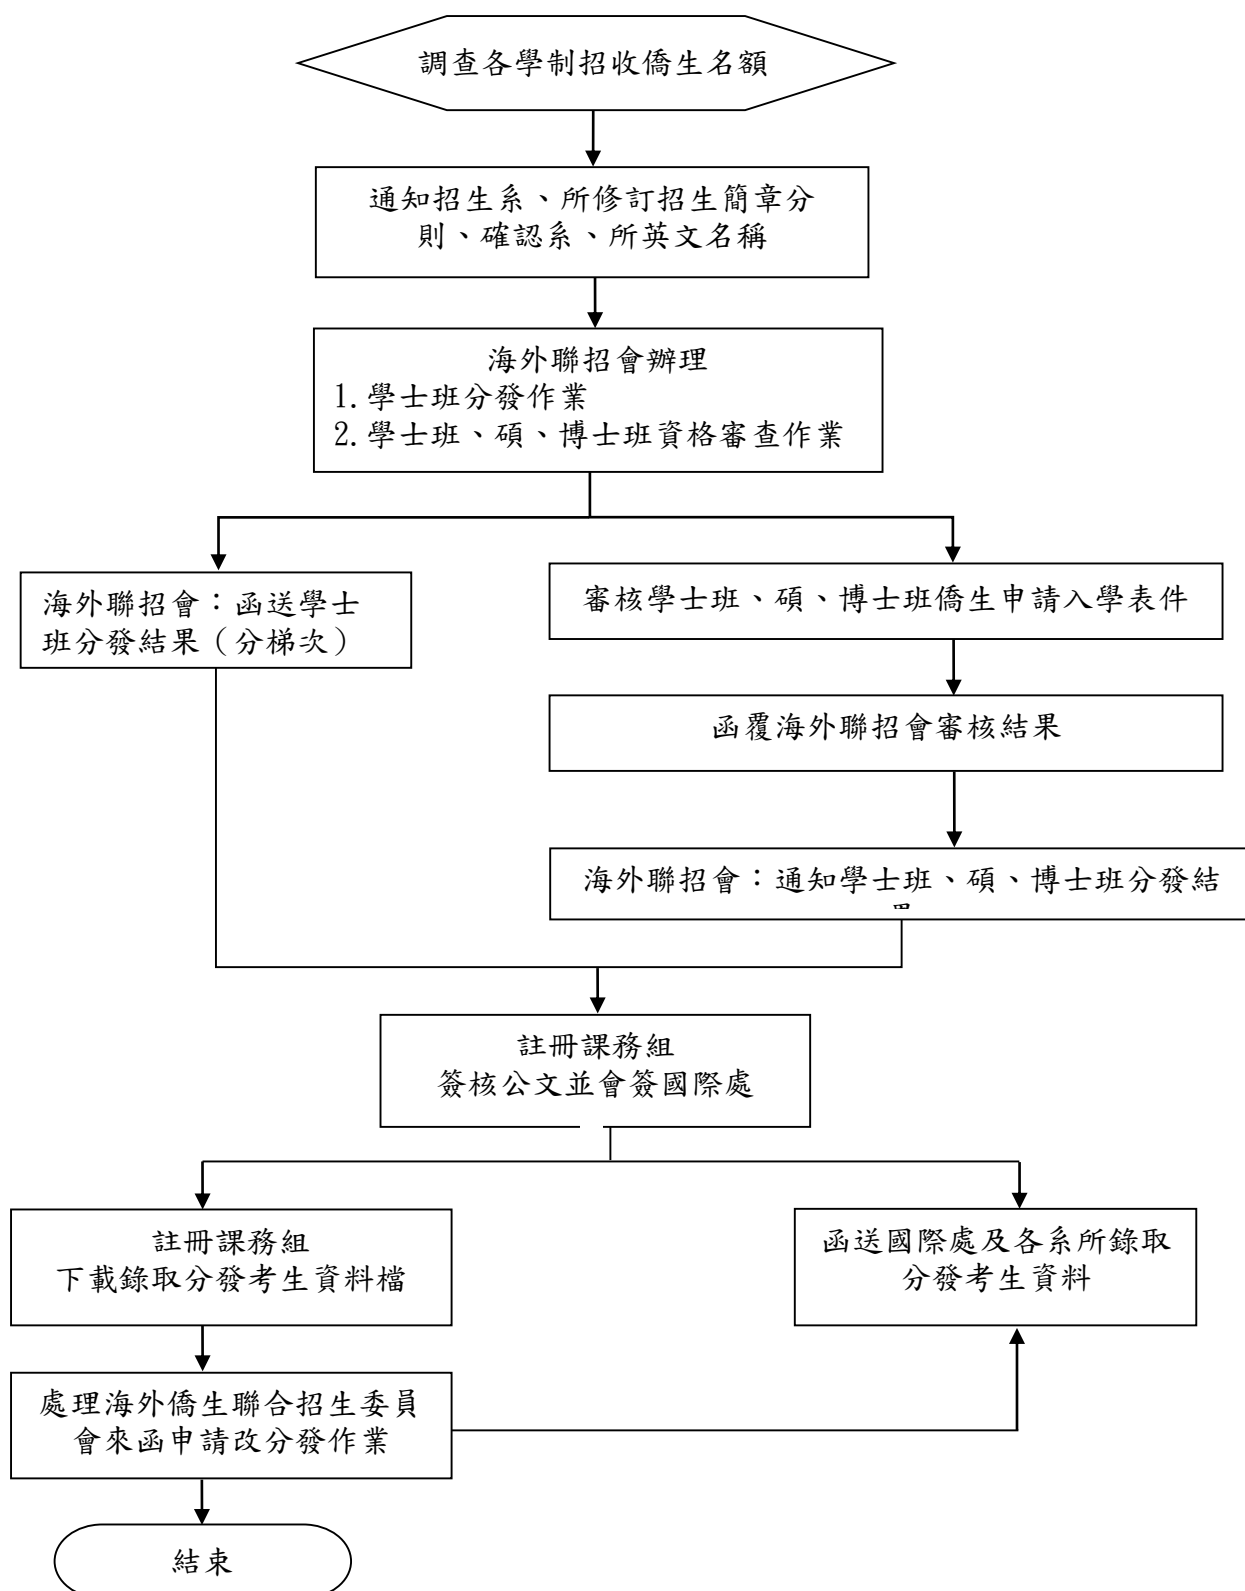 調查各學制招收僑生名額
通知招生系、所修訂招生簡章分
則、確認系、所英文名稱
海外聯招會辦理
1.學士班分發作業
2.學士班、碩、博士班資格審查作業
海外聯招會：函送學士
班分發結果（分梯次）
審核學士班、碩、博士班僑生申請入學表件
函覆海外聯招會審核結果
海外聯招會：通知學士班、碩、博士班分發結
註冊課務組
簽核公文並會簽國際處
註冊課務組
下載錄取分發考生資料檔
函送國際處及各系所錄取
分發考生資料
處理海外僑生聯合招生委員
會來函申請改分發作業
結束